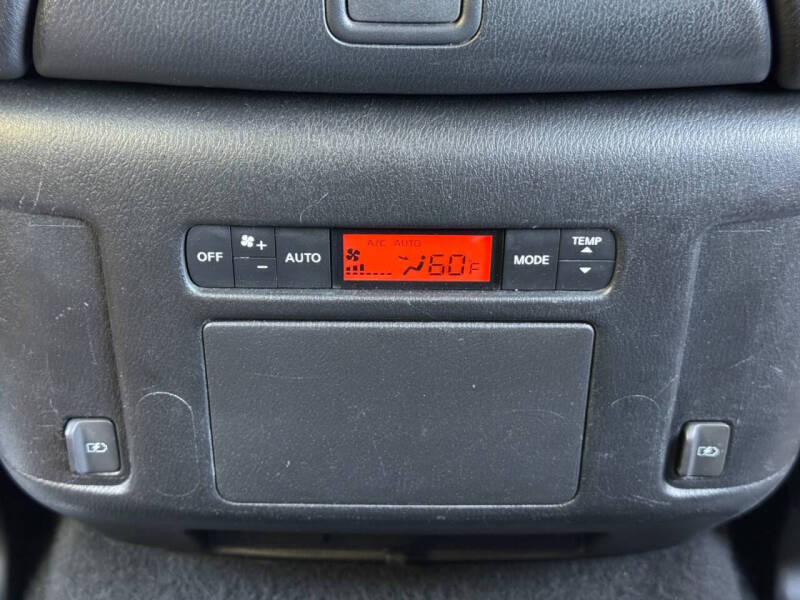 OFF
+
-
AUTO
A/C AUTO
60F
MODE
TEMP